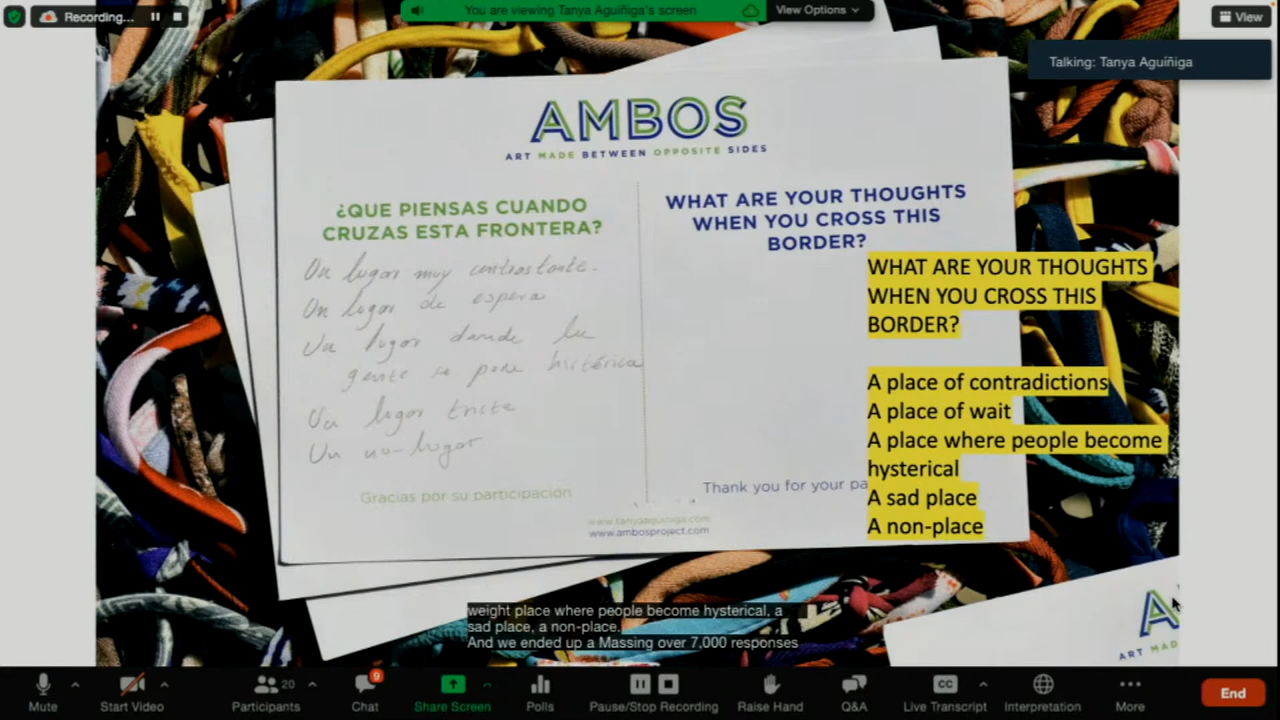 Recording...
You are viewing Tanya Aguiñiga's screen
View Options
View
Talking: Tanya Aguiñiga
AMBOS
ART MADE BETWEEN OPPOSITE SIDES
¿QUE PIENSAS CUANDO
CRUZAS ESTA FRONTERA?
Un lugar muy contrastante.
Un lugar de espera
Un lugar donde la
gente se pone histérica
Un lugar triste
Un no-lugar
Gracias por su participación
WHAT ARE YOUR THOUGHTS
WHEN YOU CROSS THIS
BORDER?
Thank you for your pa
www.tanyaaguiniga.com
www.ambosproject.com
WHAT ARE YOUR THOUGHTS
WHEN YOU CROSS THIS
BORDER?
A place of contradictions
A place of wait
A place where people become
hysterical
A sad place
A non-place
A
ART MAD
weight place where people become hysterical, a
sad place, a non-place.
And we ended up a Massing over 7,000 responses
Mute
Start Video
20
Participants
9
Chat
Share Screen
Polls
Pause/Stop Recording
Raise Hand
Q&A
CC
Live Transcript
Interpretation
More
End